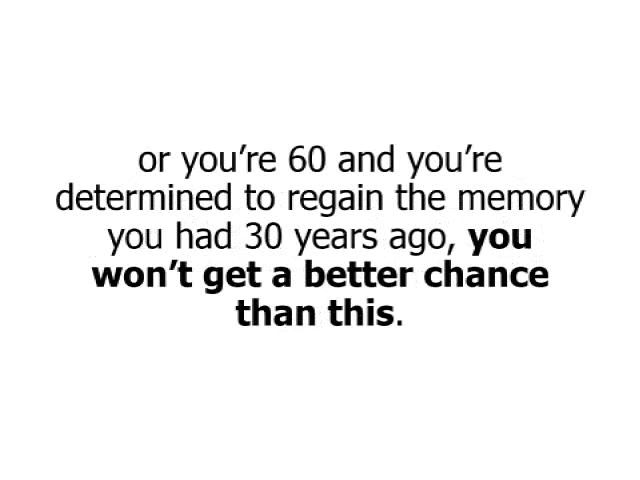 or you’re 60 and you’re
determined to regain the memory
you had 30 years ago, you
won’t get a better chance
than this.